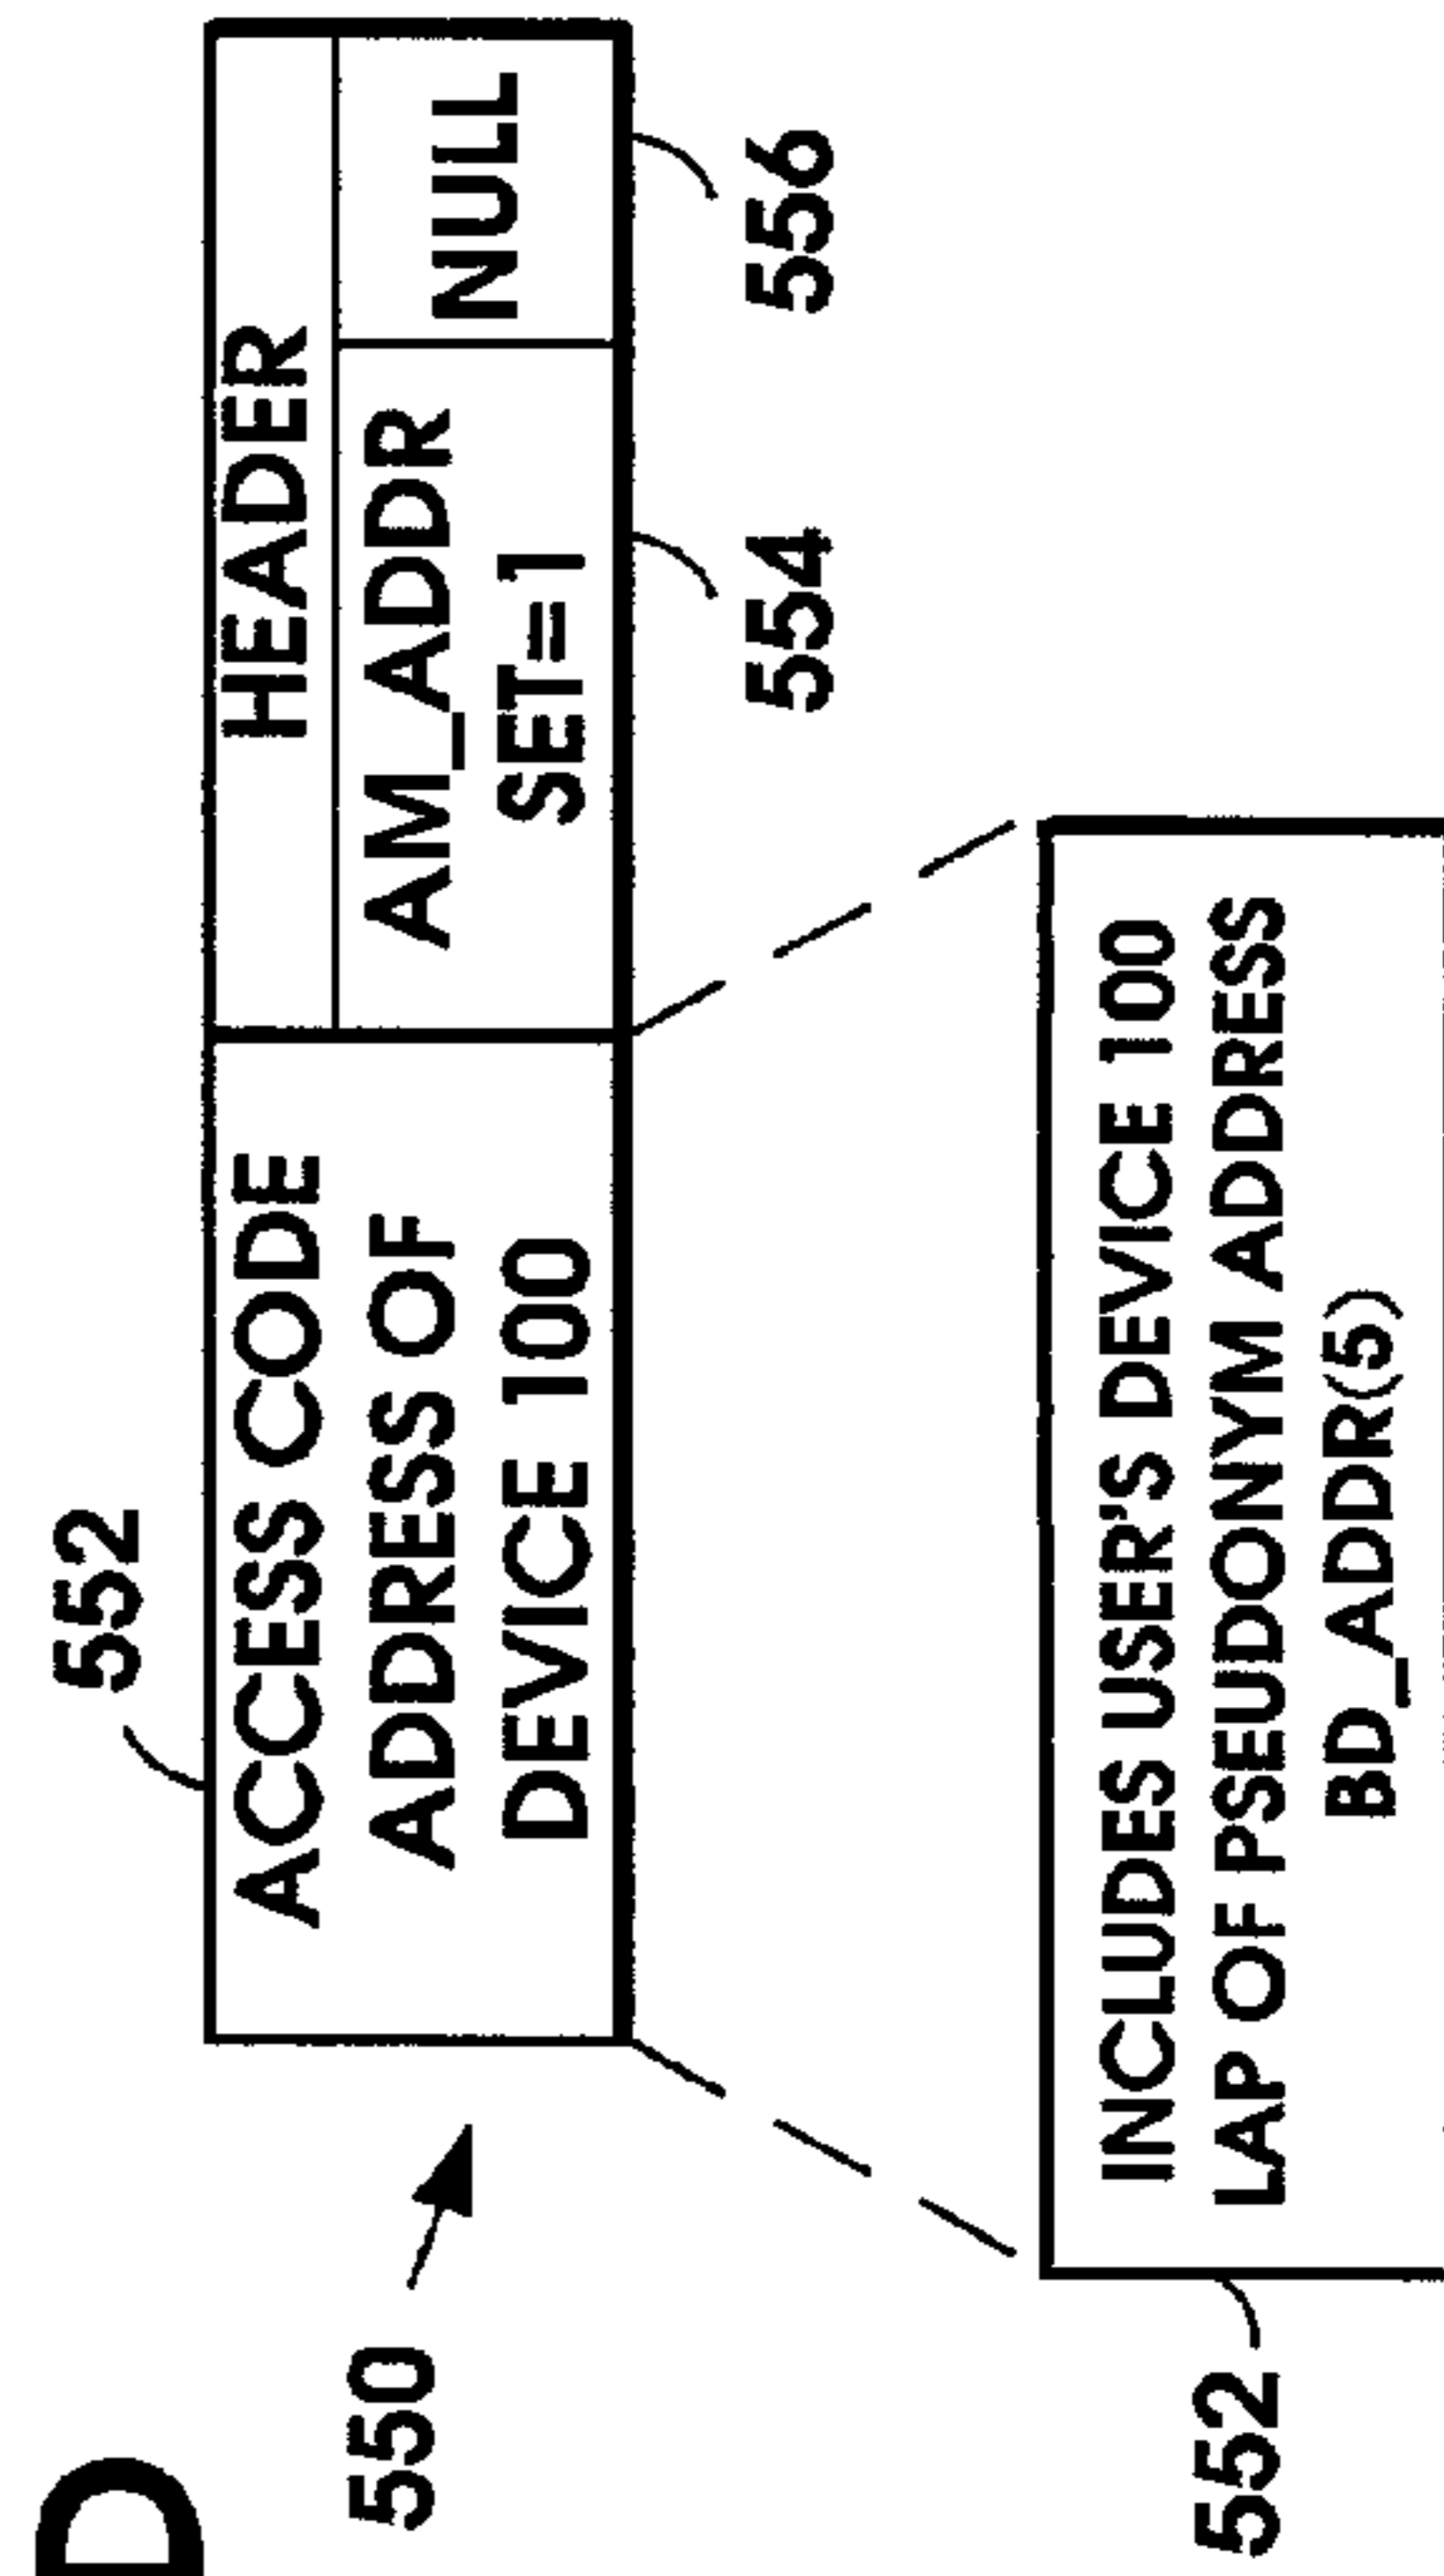 D
550
552
ACCESS CODE
ADDRESS OF
DEVICE 100
HEADER
AM_ADDR
SET=1
NULL
554
556
552
INCLUDES USER'S DEVICE 100
LAP OF PSEUDONYM ADDRESS
BD_ADDR(5)